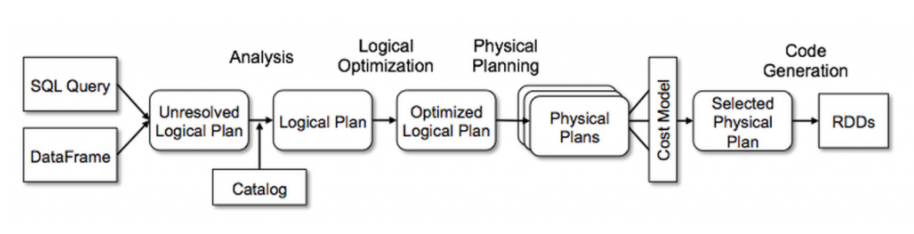 Analysis
Logical
Optimization
Physical
Planning
Code
Generation
SQL Query
DataFrame
Unresolved
Logical Plan
Catalog
Logical Plan
Optimized
Logical Plan
Physical
Plans
Cost Model
Selected
Physical
Plan
RDDs